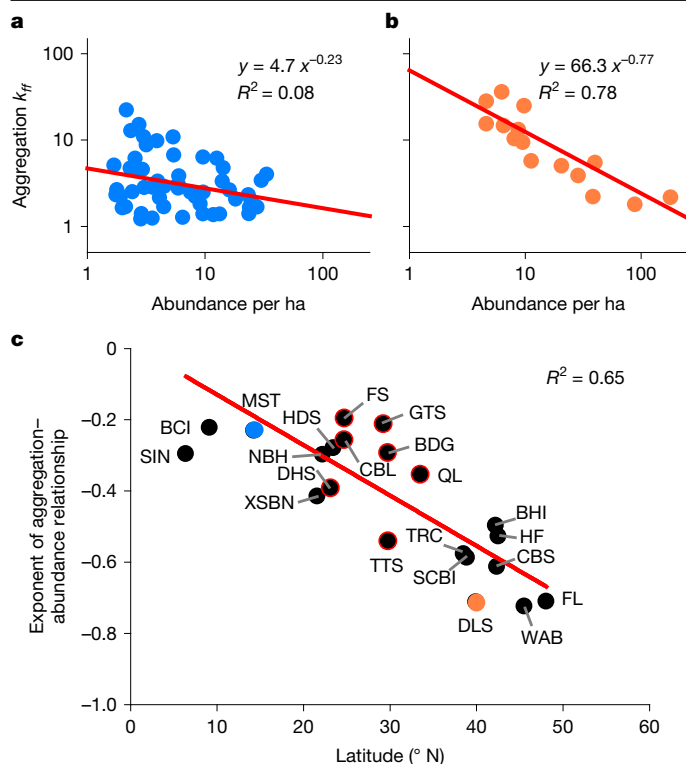 a
b
100
10
1
Aggregation k_ff
y = 4.7 x^−0.23
R² = 0.08
1
10
100
Abundance per ha
y = 66.3 x^−0.77
R² = 0.78
1
10
100
Abundance per ha
c
0
−0.2
−0.4
−0.6
−0.8
−1.0
Exponent of aggregation–
abundance relationship
R² = 0.65
SIN
BCI
MST
HDS
NBH
DHS
XSBN
FS
CBL
GTS
BDG
QL
TTS
TRC
SCBI
BHI
HF
CBS
DLS
WAB
FL
0
10
20
30
40
50
60
Latitude (° N)